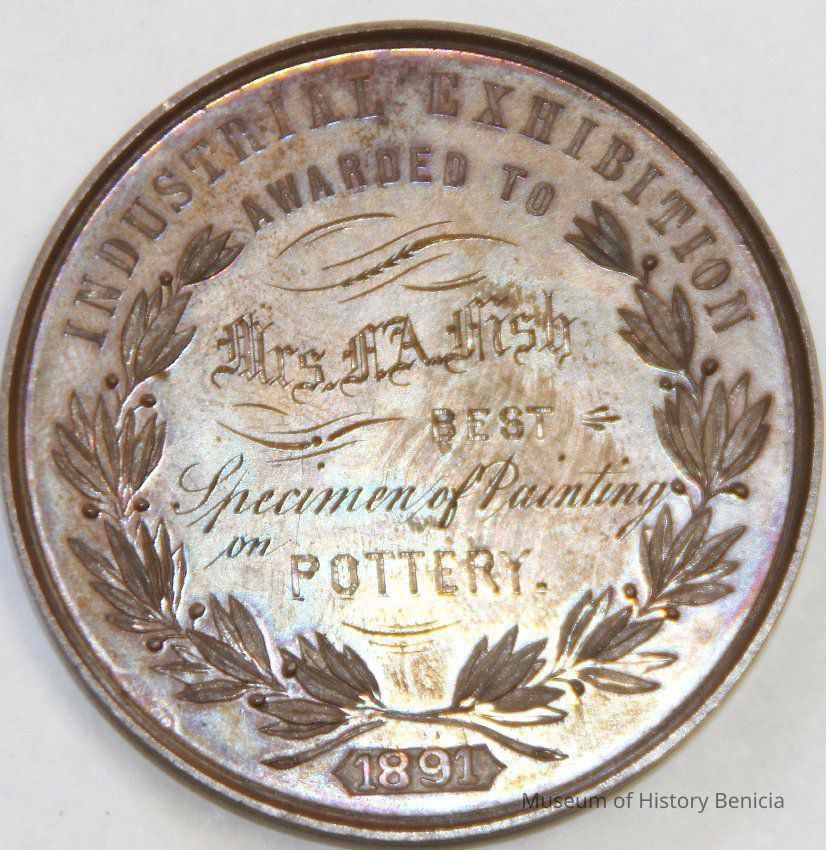 INDUSTRIAL EXHIBITION
AWARDED TO
Mrs. F.A. Fish
BEST
Specimen of Painting
on POTTERY.
1891
Museum of History Benicia